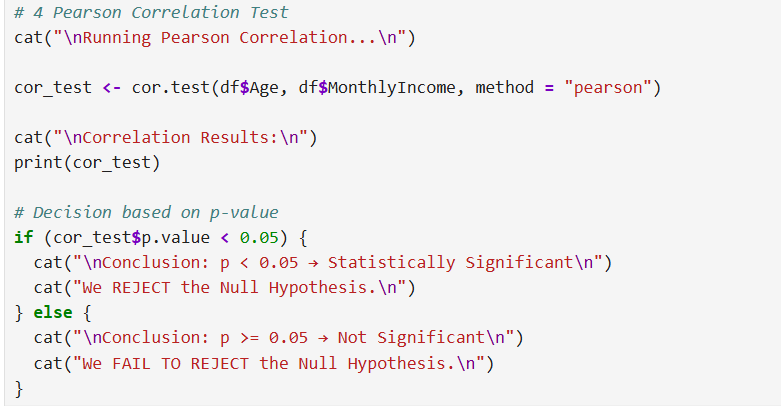 # 4 Pearson Correlation Test
cat("\nRunning Pearson Correlation...\n")
cor_test <- cor.test(df$Age, df$MonthlyIncome, method = "pearson")
cat("\nCorrelation Results:\n")
print(cor_test)
# Decision based on p-value
if (cor_test$p.value < 0.05) {
  cat("\nConclusion: p < 0.05 → Statistically Significant\n")
  cat("We REJECT the Null Hypothesis.\n")
} else {
  cat("\nConclusion: p >= 0.05 → Not Significant\n")
  cat("We FAIL TO REJECT the Null Hypothesis.\n")
}